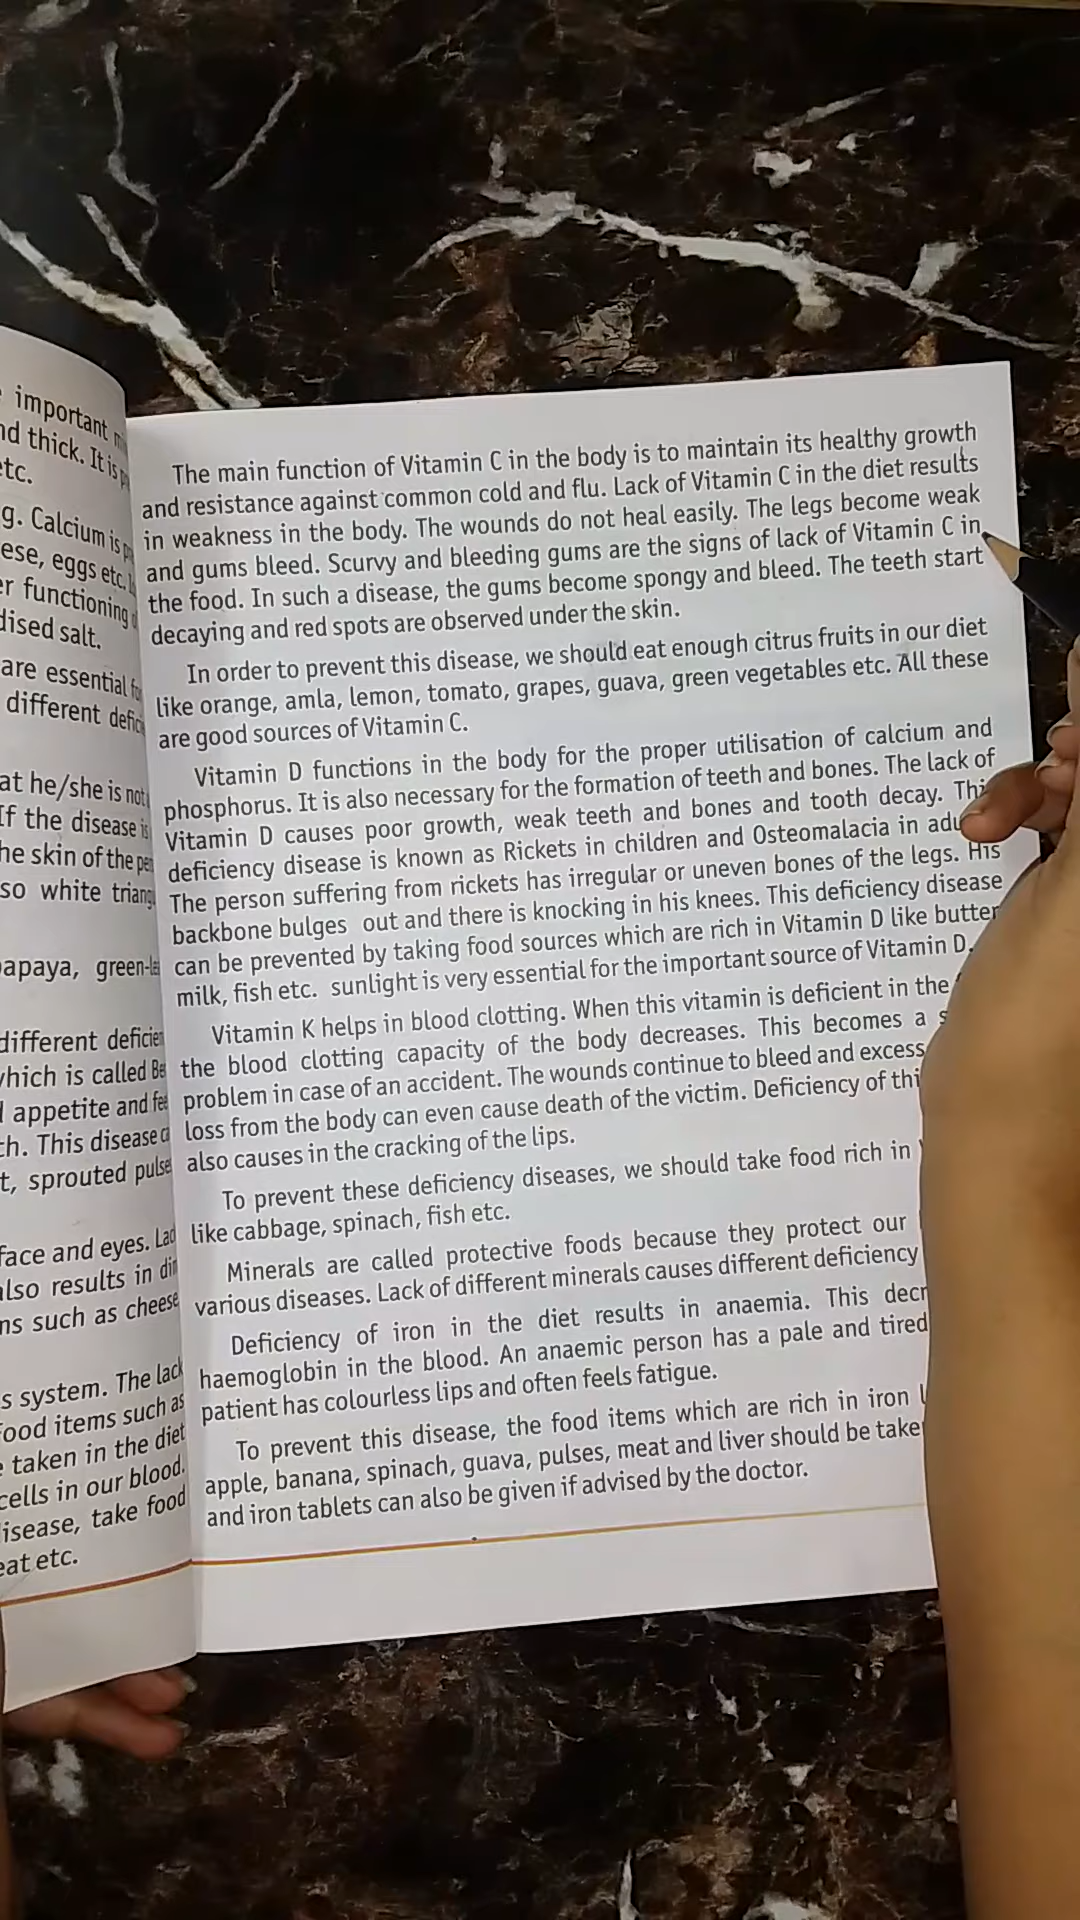 important
nd thick. It is
etc.
g. Calcium is
ese, eggs etc.
er functioning
dised salt.
are essential
different
at he/she is not
If the disease is
he skin of the
so white
papaya, green-
different
which is called
appetite and
th. This disease
t, sprouted
face and eyes.
also results in
ns such as cheese
s system. The lack
food items such as
taken in the diet
cells in our blood.
disease, take food
eat etc.
The main function of Vitamin C in the body is to maintain its healthy growth
and resistance against common cold and flu. Lack of Vitamin C in the diet results
in weakness in the body. The wounds do not heal easily. The legs become weak
and gums bleed. Scurvy and bleeding gums are the signs of lack of Vitamin C in
the food. In such a disease, the gums become spongy and bleed. The teeth start
decaying and red spots are observed under the skin.
In order to prevent this disease, we should eat enough citrus fruits in our diet
like orange, amla, lemon, tomato, grapes, guava, green vegetables etc. All these
are good sources of Vitamin C.
Vitamin D functions in the body for the proper utilisation of calcium and
phosphorus. It is also necessary for the formation of teeth and bones. The lack of
Vitamin D causes poor growth, weak teeth and bones and tooth decay.
deficiency disease is known as Rickets in children and Osteomalacia in
The person suffering from rickets has irregular or uneven bones of the legs. His
backbone bulges out and there is knocking in his knees. This deficiency disease
can be prevented by taking food sources which are rich in Vitamin D like butter
milk, fish etc. sunlight is very essential for the important source of Vitamin D.
Vitamin K helps in blood clotting. When this vitamin is deficient in the
the blood clotting capacity of the body decreases. This becomes a
problem in case of an accident. The wounds continue to bleed and excess
loss from the body can even cause death of the victim. Deficiency of
also causes in the cracking of the lips.
To prevent these deficiency diseases, we should take food rich in
like cabbage, spinach, fish etc.
Minerals are called protective foods because they protect our
various diseases. Lack of different minerals causes different deficiency
Deficiency of iron in the diet results in anaemia. This
haemoglobin in the blood. An anaemic person has a pale and tired
patient has colourless lips and often feels fatigue.
To prevent this disease, the food items which are rich in iron
apple, banana, spinach, guava, pulses, meat and liver should be
and iron tablets can also be given if advised by the doctor.